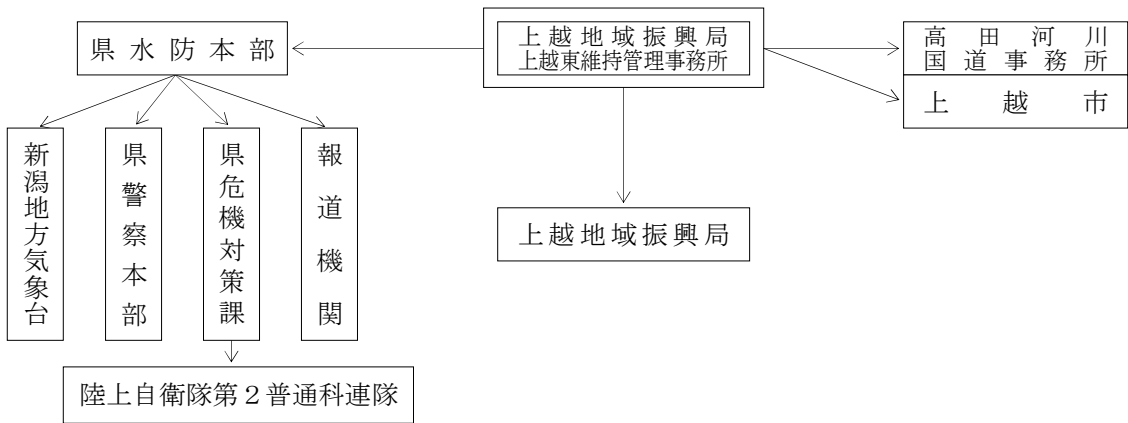 県水防本部
上越地域振興局
上越東維持管理事務所
高田河川
国道事務所
上越市
新潟地方気象台
県警察本部
県危機対策課
報道機関
上越地域振興局
陸上自衛隊第２普通科連隊